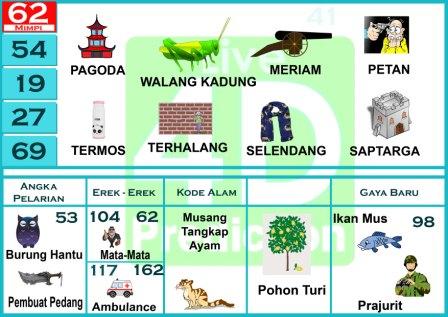 62
MIMPI
54
19
27
69
41
Live
4D
Prediction
PAGODA
WALANG KADUNG
MERIAM
PETAN
TERMOS
TERHALANG
SELENDANG
SAPTARGA
ANGKA
PELARIAN
EREK - EREK
KODE ALAM
GAYA BARU
53
Burung Hantu
Pembuat Pedang
104 62
Mata-Mata
117 162
Ambulance
Musang
Tangkap
Ayam
Pohon Turi
Ikan Mus
98
Prajurit